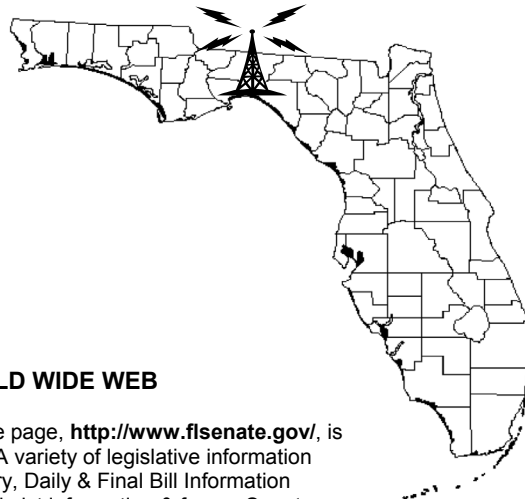 LD WIDE WEB
e page, http://www.flsenate.gov/, is
A variety of legislative information
ry, Daily & Final Bill Information